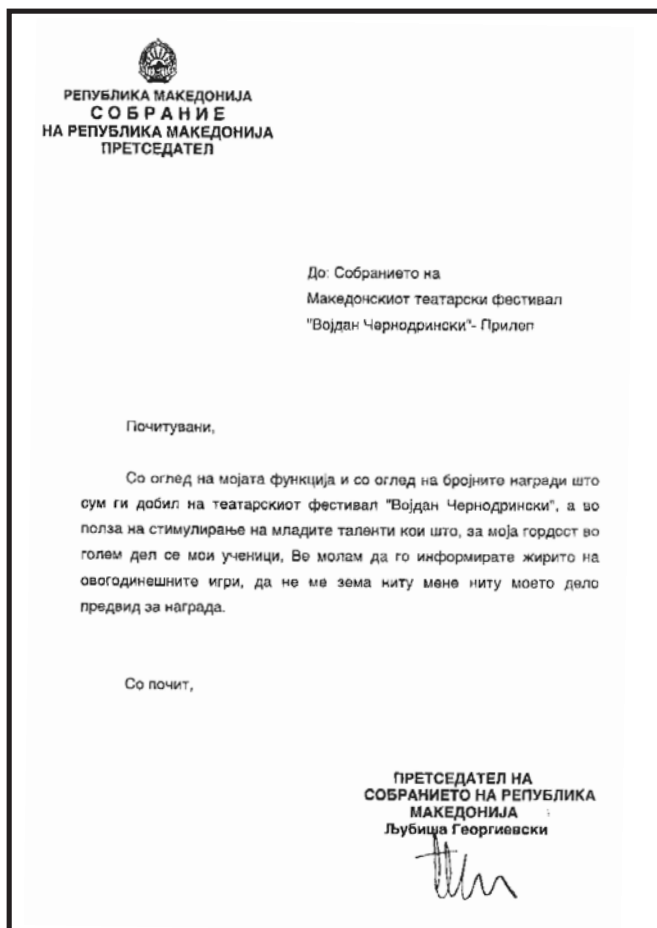 РЕПУБЛИКА МАКЕДОНИЈА
СОБРАНИЕ
НА РЕПУБЛИКА МАКЕДОНИЈА
ПРЕТСЕДАТЕЛ
До: Собранието на
Македонскиот театарски фестивал
"Војдан Чернодрински"- Прилеп
Почитувани,
Со оглед на мојата функција и со оглед на бројните награди што
сум ги добил на театарскиот фестивал "Војдан Чернодрински", а во
полза на стимулирање на младите таленти кои што, за моја гордост во
голем дел се мои ученици, Ве молам да го информирате жирито на
овогодинешните игри, да не ме зема ниту мене ниту моето дело
предвид за награда.
Со почит,
ПРЕТСЕДАТЕЛ НА
СОБРАНИЕТО НА РЕПУБЛИКА
МАКЕДОНИЈА
Љубиша Георгиевски